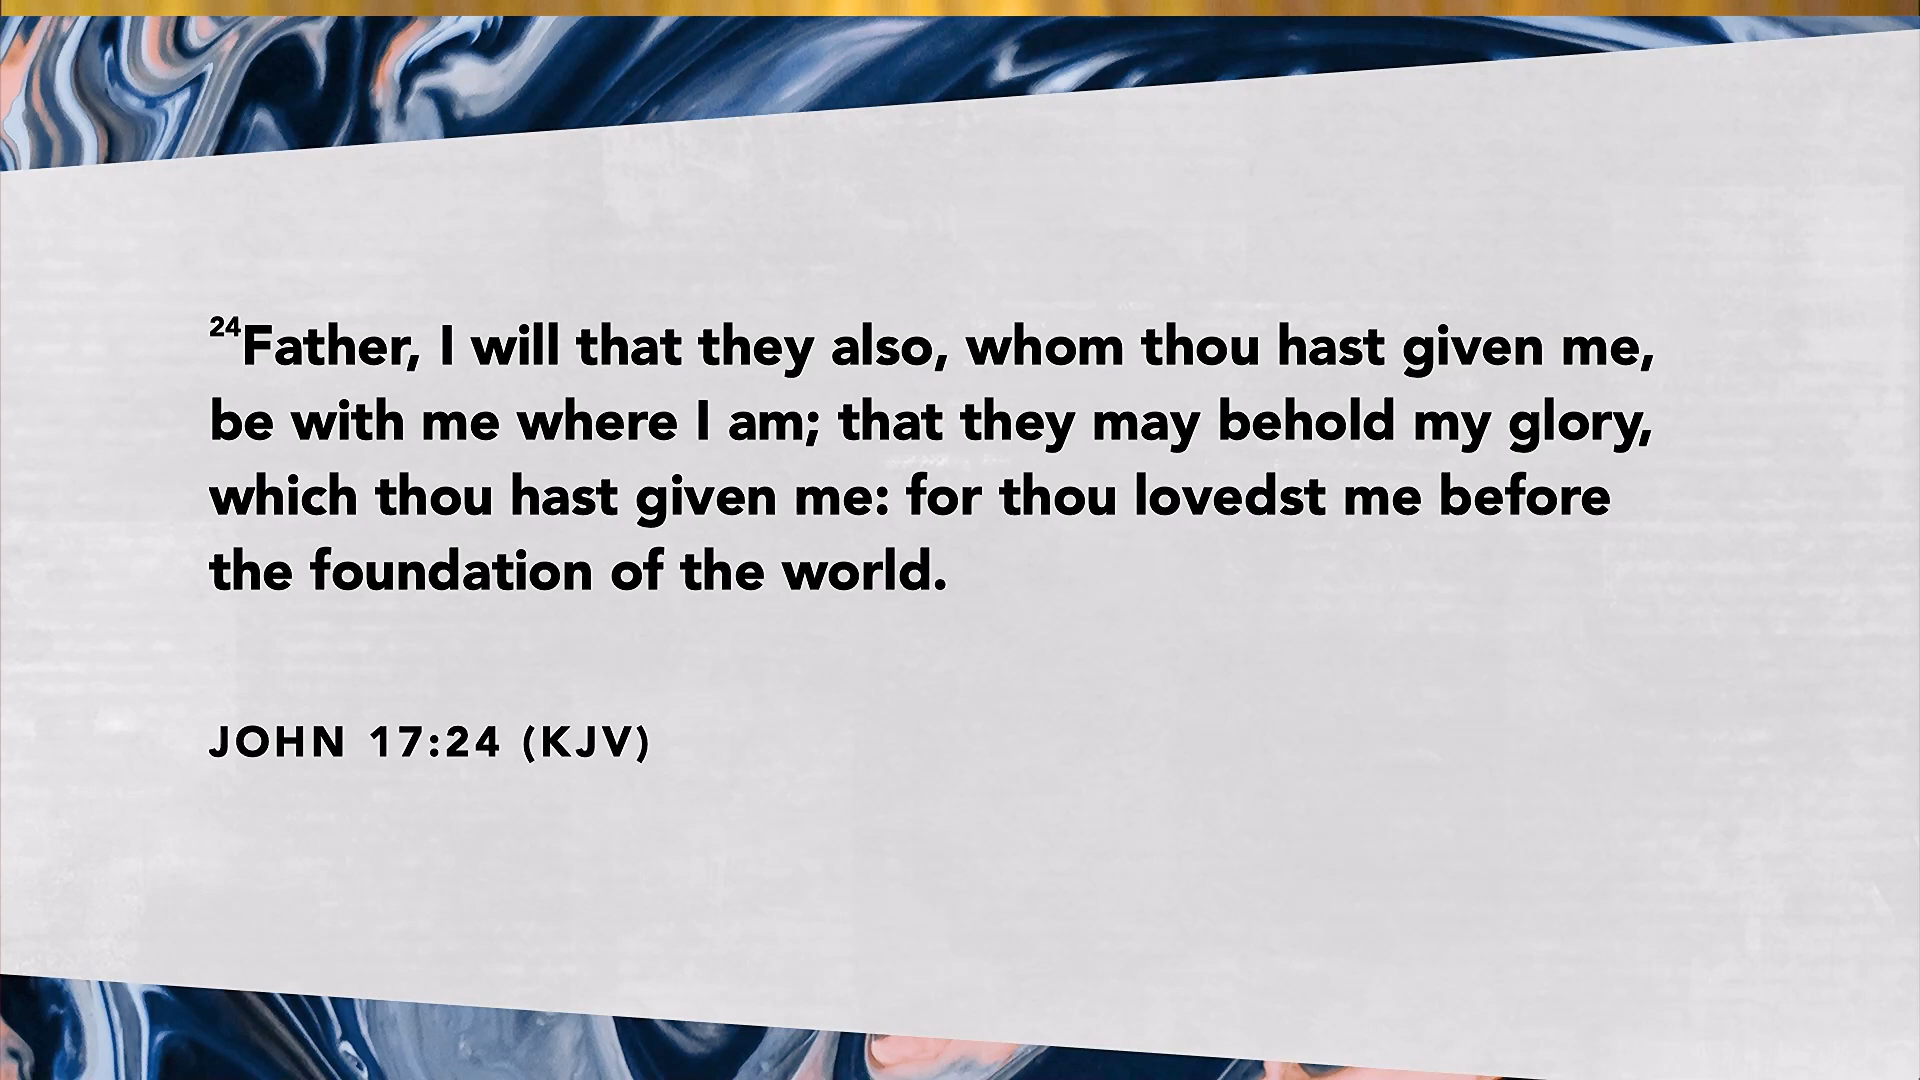 24Father, I will that they also, whom thou hast given me,
be with me where I am; that they may behold my glory,
which thou hast given me: for thou lovedst me before
the foundation of the world.
JOHN 17:24 (KJV)